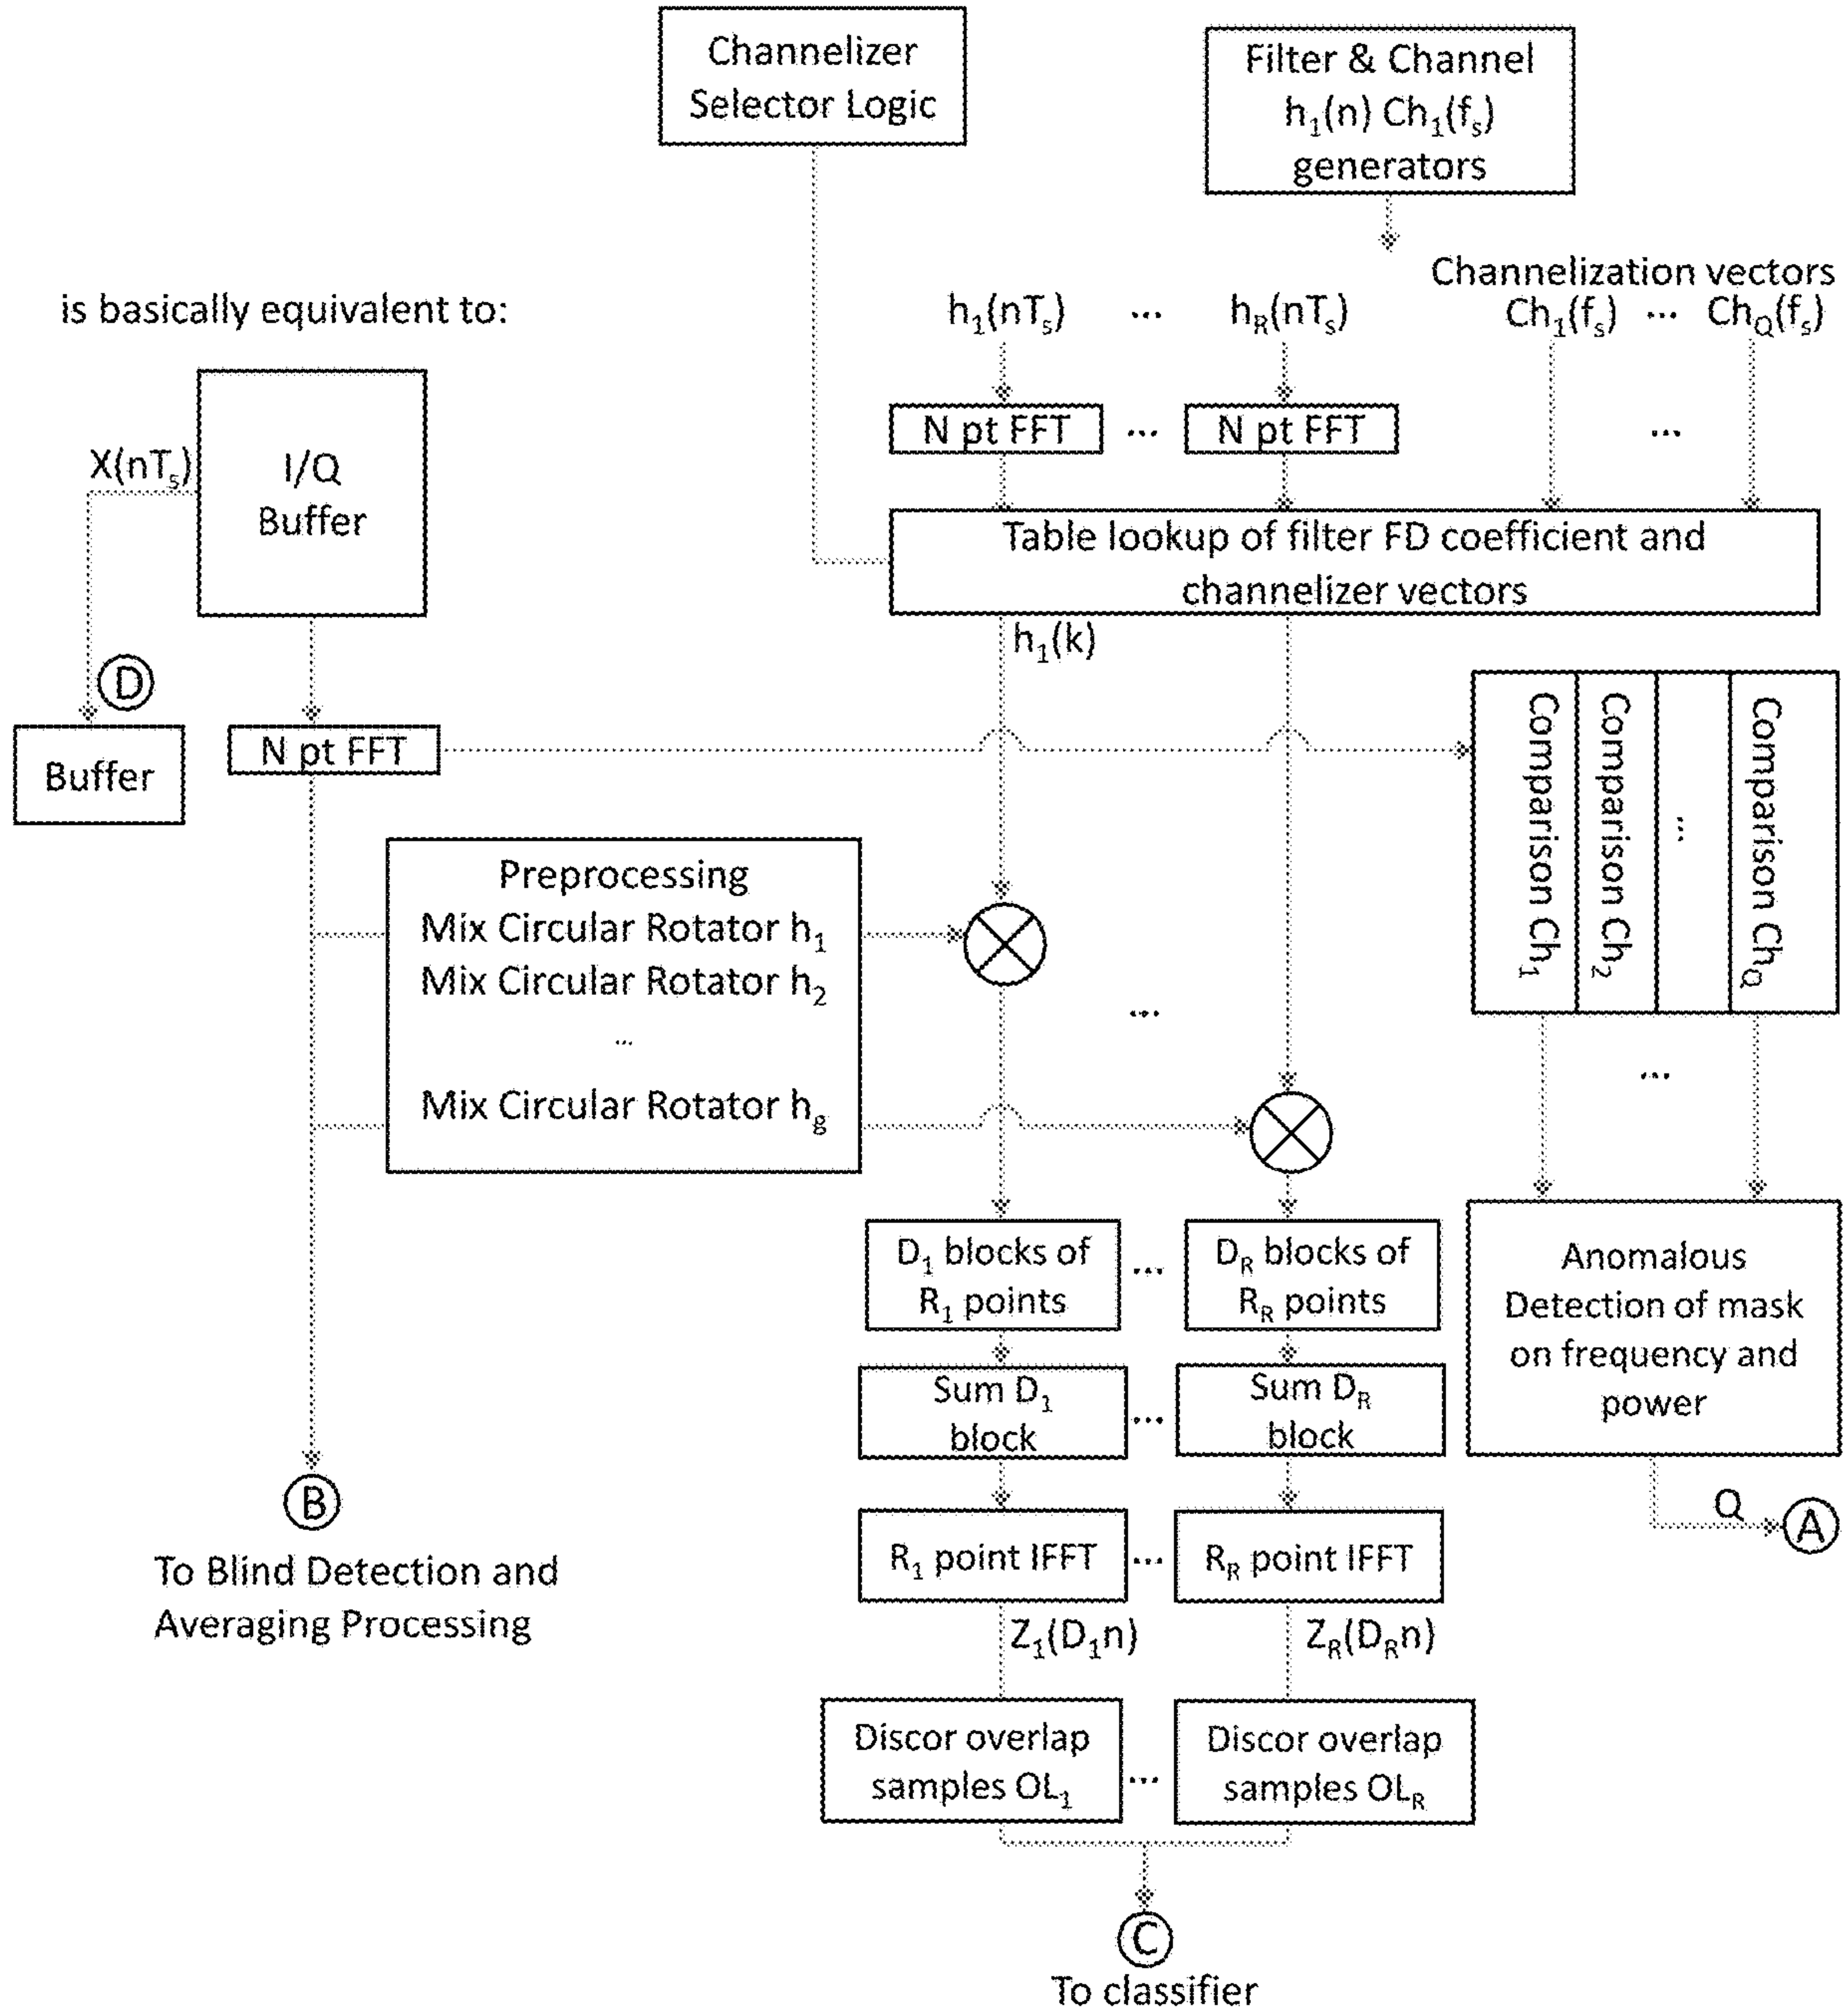 Channelizer
Selector Logic
Filter & Channel
h1(n) Ch1(fs)
generators
Channelization vectors
is basically equivalent to:
h1(nTs) ... hR(nTs) Ch1(fs) ... ChQ(fs)
N pt FFT ... N pt FFT ...
X(nTs)
I/Q
Buffer
Table lookup of filter FD coefficient and
channelizer vectors
h1(k)
D
Buffer
N pt FFT
Comparison Ch1
Comparison Ch2
...
Comparison ChQ
Preprocessing
Mix Circular Rotator h1
Mix Circular Rotator h2
...
Mix Circular Rotator hg
...
...
D1 blocks of
R1 points
...
DR blocks of
RR points
Anomalous
Detection of mask
on frequency and
power
Sum D1
block
...
Sum DR
block
B
To Blind Detection and
Averaging Processing
Q
A
R1 point IFFT ... RR point IFFT
Z1(D1n)
ZR(DRn)
Discor overlap
samples OL1
...
Discor overlap
samples OLR
C
To classifier